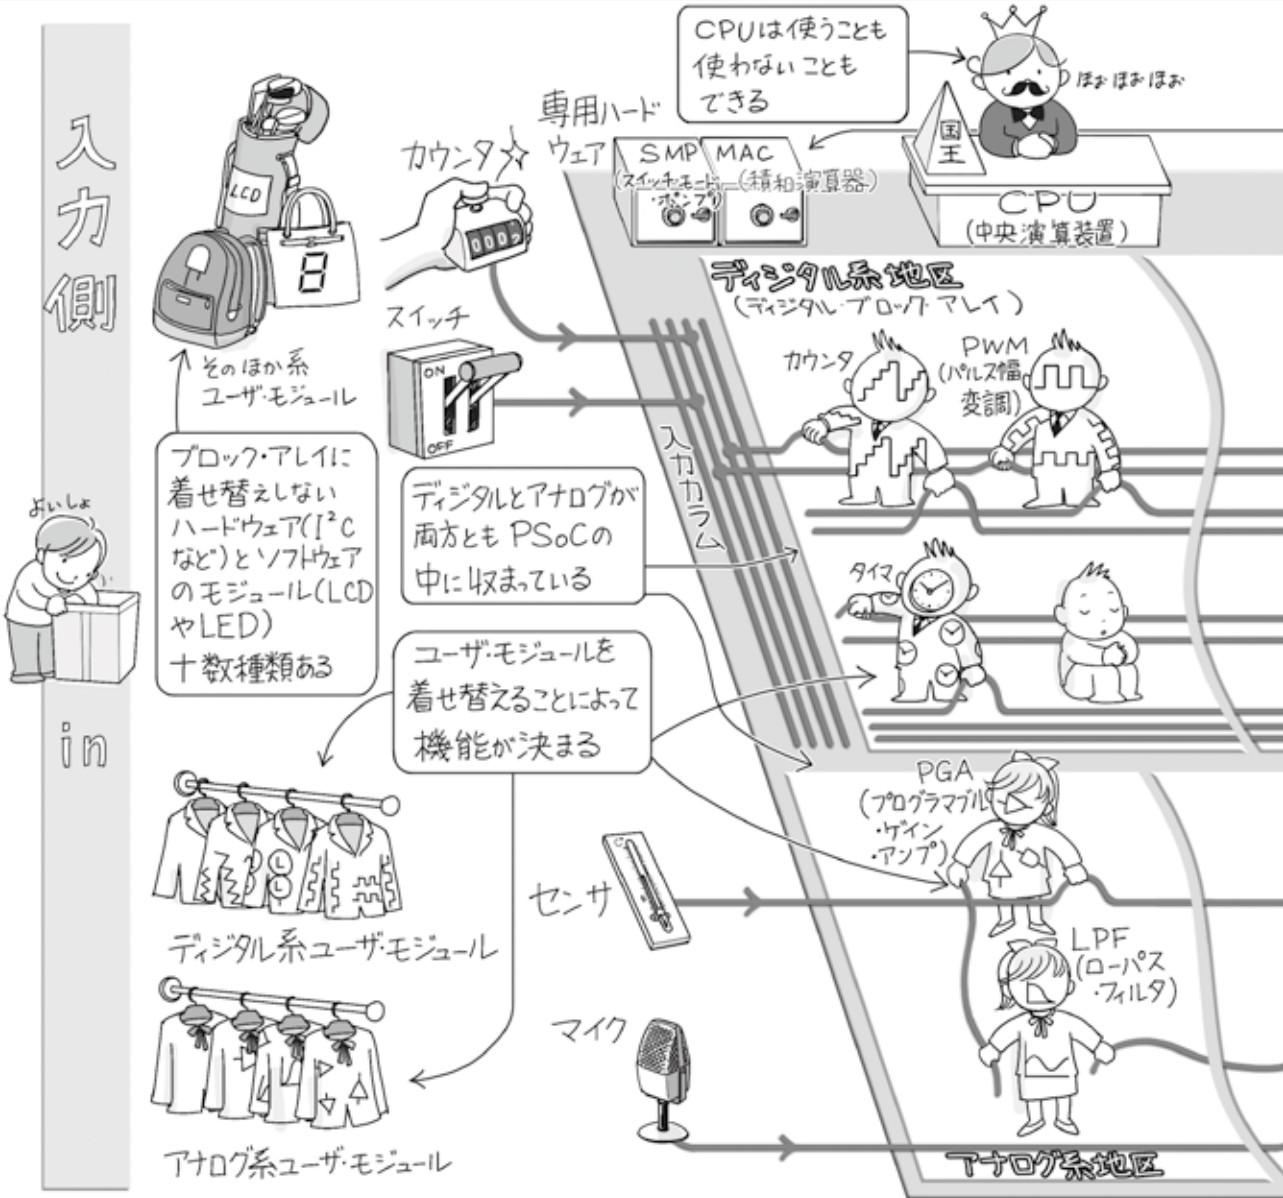 入力側
in
CPUは使うことも
使わないことも
できる
ほぉほぉほぉ
国王
CPU
(中央演算装置)
専用ハード
ウェア
SMP
(スイッチ・モード
・ポンプ)
MAC
(積和演算器)
LCD
8
カウンタ
スイッチ
ON
OFF
そのほか系
ユーザ・モジュール
ブロック・アレイに
着せ替えしない
ハードウェア(I²C
など)とソフトウェア
のモジュール(LCD
やLED)
十数種類ある
よいしょ
ディジタルとアナログが
両方とも PSoCの
中に収まっている
ユーザ・モジュールを
着せ替えることによって
機能が決まる
入力カラム
ディジタル系地区
(ディジタル・ブロック・アレイ)
カウンタ
PWM
(パルス幅
変調)
タイマ
PGA
(プログラマブル
・ゲイン
・アンプ)
LPF
(ローパス
・フィルタ)
アナログ系地区
センサ
マイク
ディジタル系ユーザ・モジュール
アナログ系ユーザ・モジュール